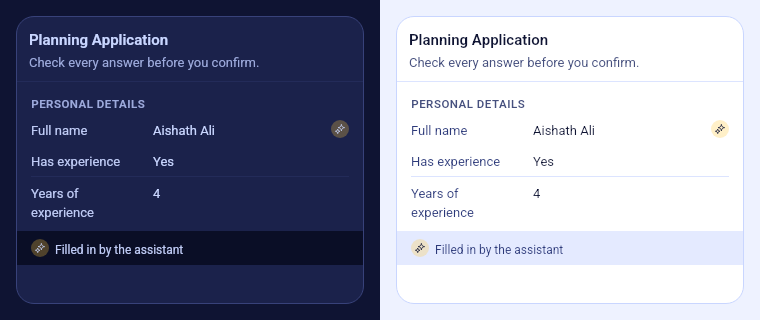 Planning Application
Check every answer before you confirm.
PERSONAL DETAILS
Full name Aishath Ali
Has experience Yes
Years of experience 4
Filled in by the assistant
Planning Application
Check every answer before you confirm.
PERSONAL DETAILS
Full name Aishath Ali
Has experience Yes
Years of experience 4
Filled in by the assistant